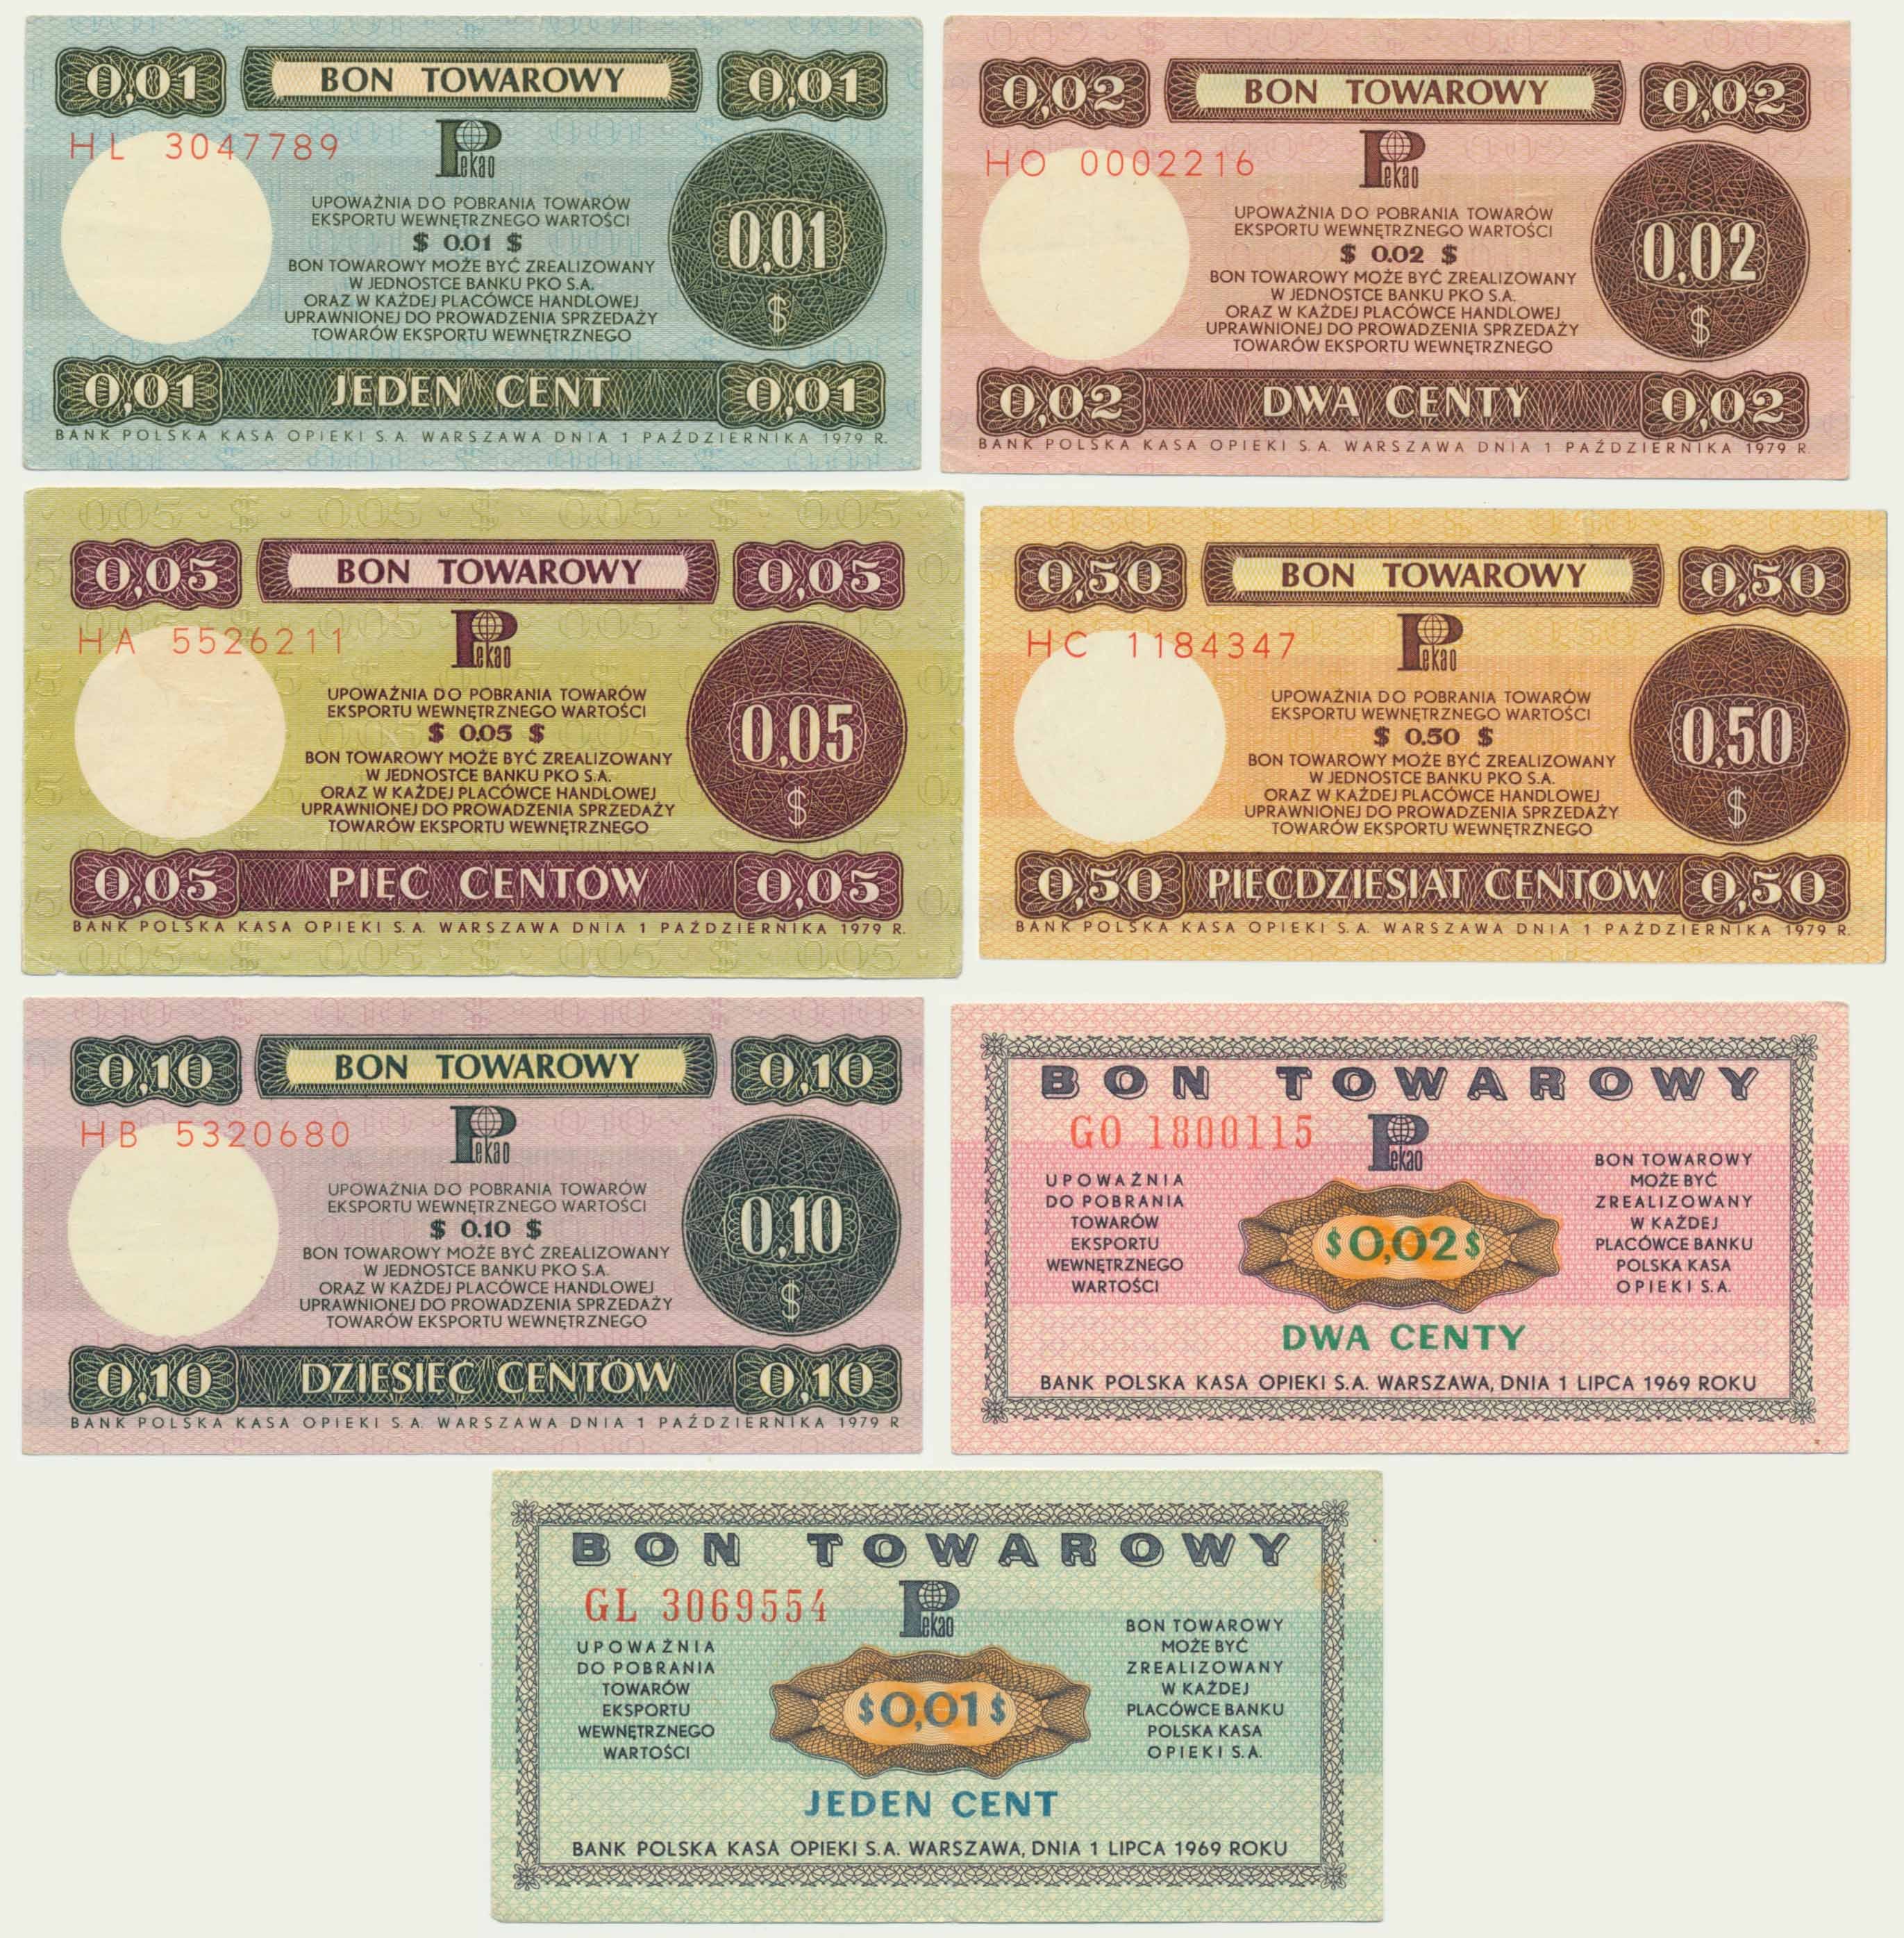 0,01 BON TOWAROWY 0,01
HL 3047789
Pekao
UPOWAŻNIA DO POBRANIA TOWARÓW
EKSPORTU WEWNĘTRZNEGO WARTOŚCI
$ 0.01 $
BON TOWAROWY MOŻE BYĆ ZREALIZOWANY
W JEDNOSTCE BANKU PKO S.A.
ORAZ W KAŻDEJ PLACÓWCE HANDLOWEJ
UPRAWNIONEJ DO PROWADZENIA SPRZEDAŻY
TOWARÓW EKSPORTU WEWNĘTRZNEGO
0,01
$
0,01 JEDEN CENT 0,01
BANK POLSKA KASA OPIEKI S.A. WARSZAWA DNIA 1 PAŹDZIERNIKA 1979 R.
0,02 BON TOWAROWY 0,02
HO 0002216
Pekao
UPOWAŻNIA DO POBRANIA TOWARÓW
EKSPORTU WEWNĘTRZNEGO WARTOŚCI
$ 0.02 $
BON TOWAROWY MOŻE BYĆ ZREALIZOWANY
W JEDNOSTCE BANKU PKO S.A.
ORAZ W KAŻDEJ PLACÓWCE HANDLOWEJ
UPRAWNIONEJ DO PROWADZENIA SPRZEDAŻY
TOWARÓW EKSPORTU WEWNĘTRZNEGO
0,02
$
0,02 DWA CENTY 0,02
BANK POLSKA KASA OPIEKI S.A. WARSZAWA DNIA 1 PAŹDZIERNIKA 1979 R.
0,05 BON TOWAROWY 0,05
HA 5526211
Pekao
UPOWAŻNIA DO POBRANIA TOWARÓW
EKSPORTU WEWNĘTRZNEGO WARTOŚCI
$ 0.05 $
BON TOWAROWY MOŻE BYĆ ZREALIZOWANY
W JEDNOSTCE BANKU PKO S.A.
ORAZ W KAŻDEJ PLACÓWCE HANDLOWEJ
UPRAWNIONEJ DO PROWADZENIA SPRZEDAŻY
TOWARÓW EKSPORTU WEWNĘTRZNEGO
0,05
$
0,05 PIĘĆ CENTÓW 0,05
BANK POLSKA KASA OPIEKI S.A. WARSZAWA DNIA 1 PAŹDZIERNIKA 1979 R.
0,50 BON TOWAROWY 0,50
HC 1184347
Pekao
UPOWAŻNIA DO POBRANIA TOWARÓW
EKSPORTU WEWNĘTRZNEGO WARTOŚCI
$ 0.50 $
BON TOWAROWY MOŻE BYĆ ZREALIZOWANY
W JEDNOSTCE BANKU PKO S.A.
ORAZ W KAŻDEJ PLACÓWCE HANDLOWEJ
UPRAWNIONEJ DO PROWADZENIA SPRZEDAŻY
TOWARÓW EKSPORTU WEWNĘTRZNEGO
0,50
$
0,50 PIĘĆDZIESIĄT CENTÓW 0,50
BANK POLSKA KASA OPIEKI S.A. WARSZAWA DNIA 1 PAŹDZIERNIKA 1979 R.
0,10 BON TOWAROWY 0,10
HB 5320680
Pekao
UPOWAŻNIA DO POBRANIA TOWARÓW
EKSPORTU WEWNĘTRZNEGO WARTOŚCI
$ 0.10 $
BON TOWAROWY MOŻE BYĆ ZREALIZOWANY
W JEDNOSTCE BANKU PKO S.A.
ORAZ W KAŻDEJ PLACÓWCE HANDLOWEJ
UPRAWNIONEJ DO PROWADZENIA SPRZEDAŻY
TOWARÓW EKSPORTU WEWNĘTRZNEGO
0,10
$
0,10 DZIESIĘĆ CENTÓW 0,10
BANK POLSKA KASA OPIEKI S.A. WARSZAWA DNIA 1 PAŹDZIERNIKA 1979 R
BON TOWAROWY
GO 1800115
Pekao
UPOWAŻNIA
DO POBRANIA
TOWARÓW
EKSPORTU
WEWNĘTRZNEGO
WARTOŚCI
$0,02$
BON TOWAROWY
MOŻE BYĆ
ZREALIZOWANY
W KAŻDEJ
PLACÓWCE BANKU
POLSKA KASA
OPIEKI S.A.
DWA CENTY
BANK POLSKA KASA OPIEKI S.A. WARSZAWA, DNIA 1 LIPCA 1969 ROKU
BON TOWAROWY
GL 3069554
Pekao
UPOWAŻNIA
DO POBRANIA
TOWARÓW
EKSPORTU
WEWNĘTRZNEGO
WARTOŚCI
$0,01$
BON TOWAROWY
MOŻE BYĆ
ZREALIZOWANY
W KAŻDEJ
PLACÓWCE BANKU
POLSKA KASA
OPIEKI S.A.
JEDEN CENT
BANK POLSKA KASA OPIEKI S.A. WARSZAWA, DNIA 1 LIPCA 1969 ROKU